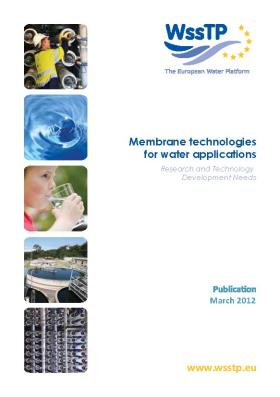 WssTP
The European Water Platform
Membrane technologies
for water applications
Research and Technology
Development Needs
Publication
March 2012
www.wsstp.eu